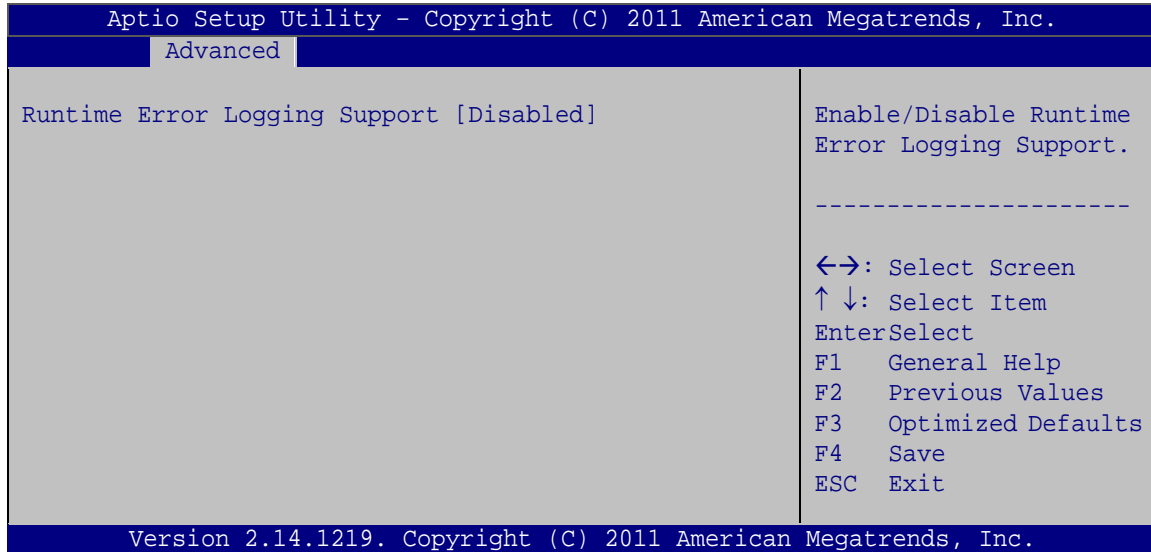 Aptio Setup Utility – Copyright (C) 2011 American Megatrends, Inc.
Advanced
Runtime Error Logging Support [Disabled]
Enable/Disable Runtime
Error Logging Support.
----------------------
←→: Select Screen
↑ ↓: Select Item
EnterSelect
F1 General Help
F2 Previous Values
F3 Optimized Defaults
F4 Save
ESC Exit
Version 2.14.1219. Copyright (C) 2011 American Megatrends, Inc.